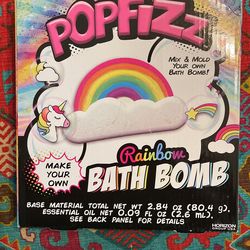 POPFIZZ
MIX & MOLD
YOUR OWN
BATH BOMB!
MAKE
YOUR
OWN
Rainbow
BATH BOMB
BASE MATERIAL TOTAL NET WT 2.84 OZ (80.4 g).
ESSENTIAL OIL NET 0.09 FL OZ (2.6 mL).
SEE BACK PANEL FOR DETAILS
HORIZON